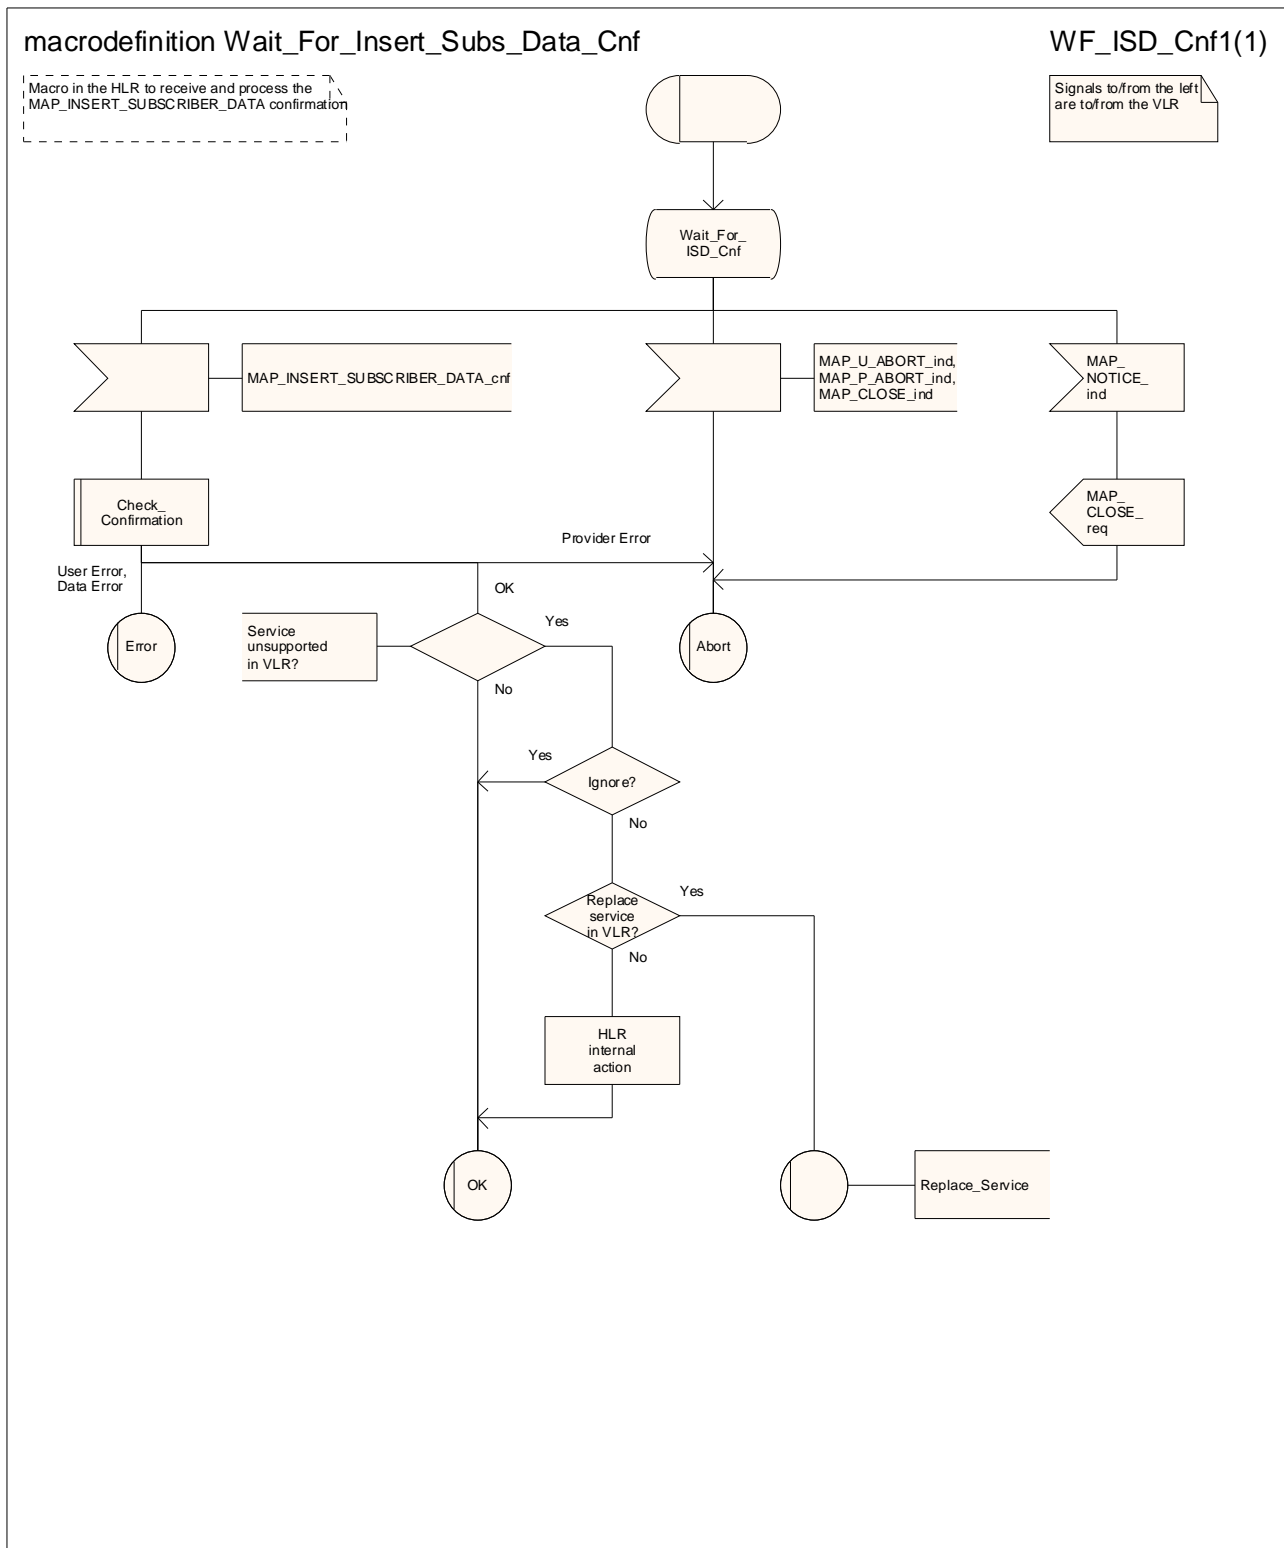 macrodefinition Wait_For_Insert_Subs_Data_Cnf
WF_ISD_Cnf1(1)
Macro in the HLR to receive and process the
MAP_INSERT_SUBSCRIBER_DATA confirmation
Signals to/from the left
are to/from the VLR
Wait_For_
ISD_Cnf
MAP_INSERT_SUBSCRIBER_DATA_cnf
MAP_U_ABORT_ind,
MAP_P_ABORT_ind,
MAP_CLOSE_ind
MAP_
NOTICE_
ind
Check_
Confirmation
MAP_
CLOSE_
req
Provider Error
User Error,
Data Error
OK
Error
Service
unsupported
in VLR?
Yes
Abort
No
Yes
Ignore?
No
Replace
service
in VLR?
Yes
No
HLR
internal
action
OK
Replace_Service